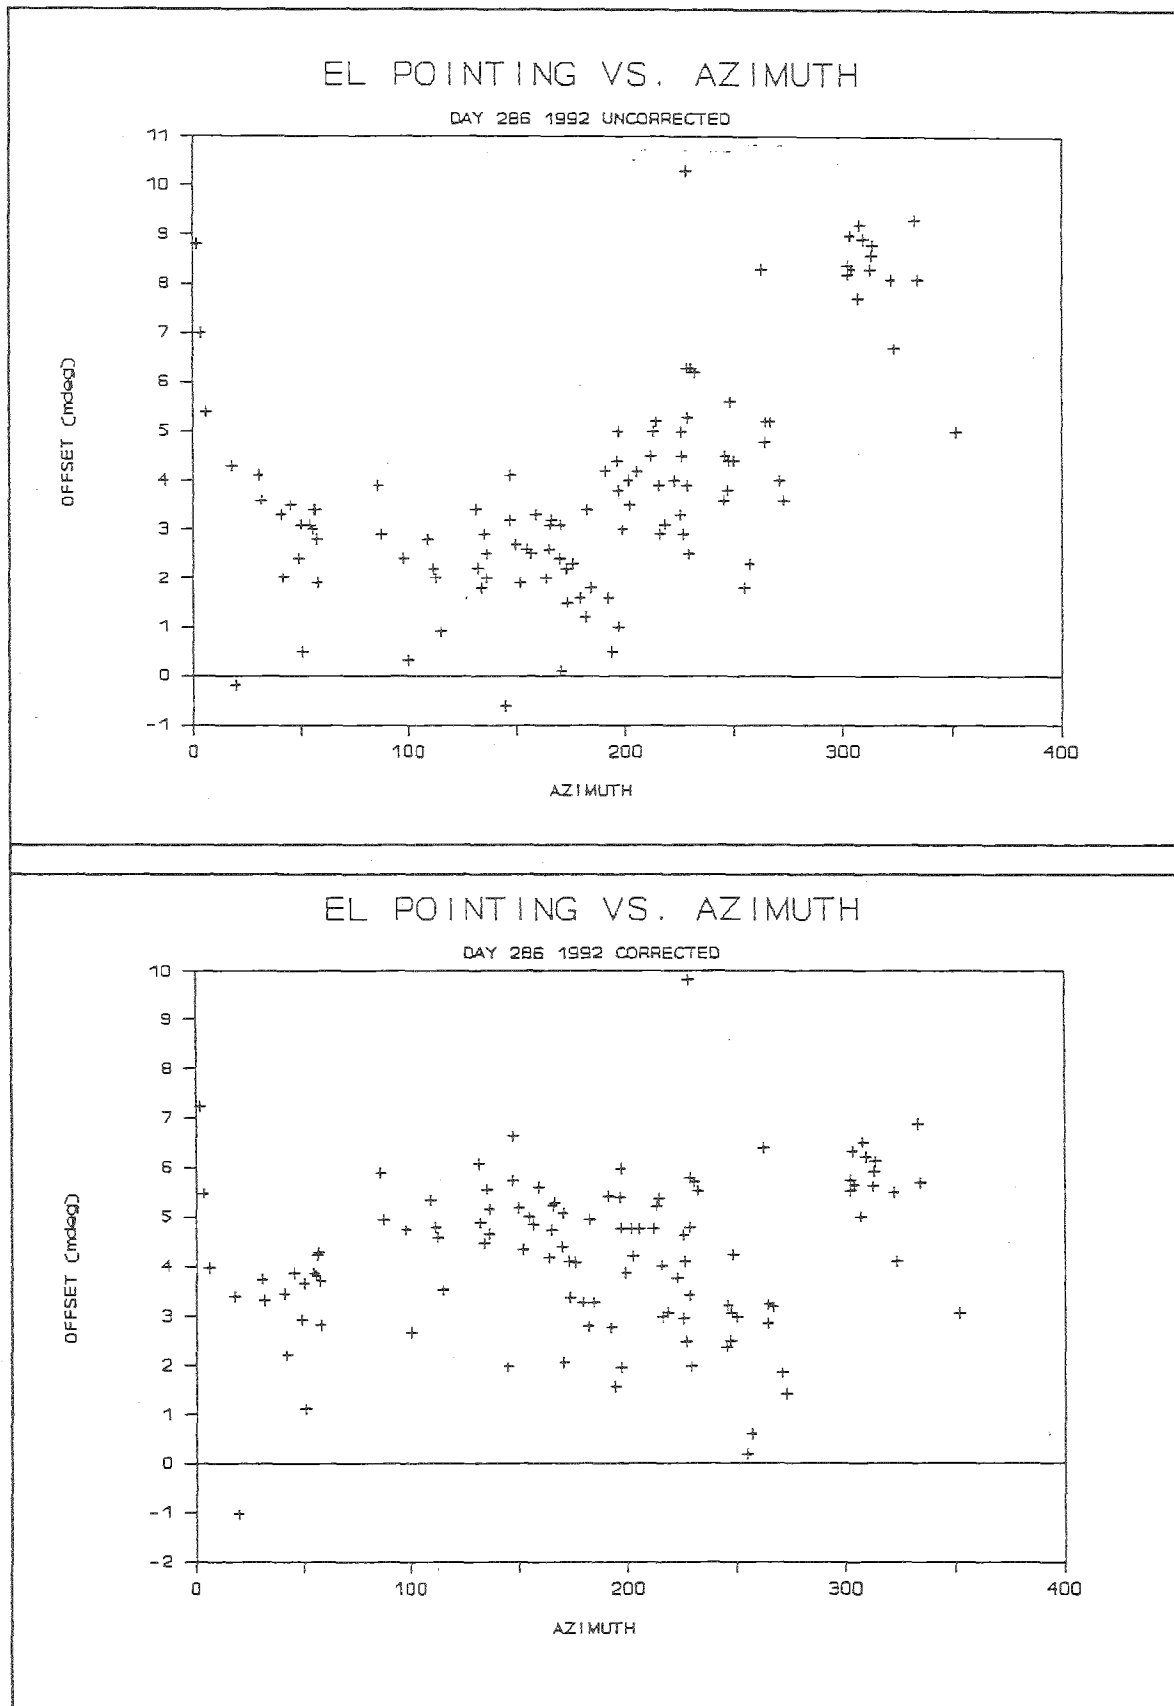 EL POINTING VS. AZIMUTH
DAY 286 1992 UNCORRECTED
11
10
9
8
7
6
5
4
3
2
1
0
-1
OFFSET (mdeg)
0 100 200 300 400
AZIMUTH
EL POINTING VS. AZIMUTH
DAY 286 1992 CORRECTED
10
9
8
7
6
5
4
3
2
1
0
-1
-2
OFFSET (mdeg)
0 100 200 300 400
AZIMUTH